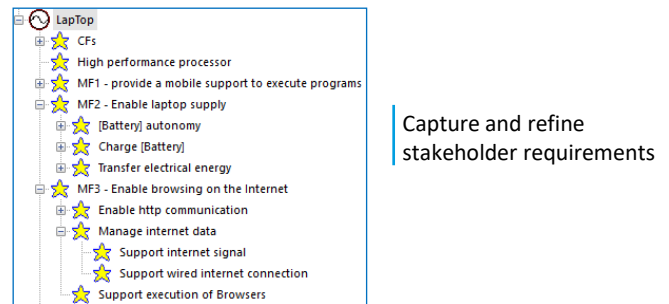 LapTop
CFs
High performance processor
MF1 - provide a mobile support to execute programs
MF2 - Enable laptop supply
[Battery] autonomy
Charge [Battery]
Transfer electrical energy
MF3 - Enable browsing on the Internet
Enable http communication
Manage internet data
Support internet signal
Support wired internet connection
Support execution of Browsers
Capture and refine
stakeholder requirements